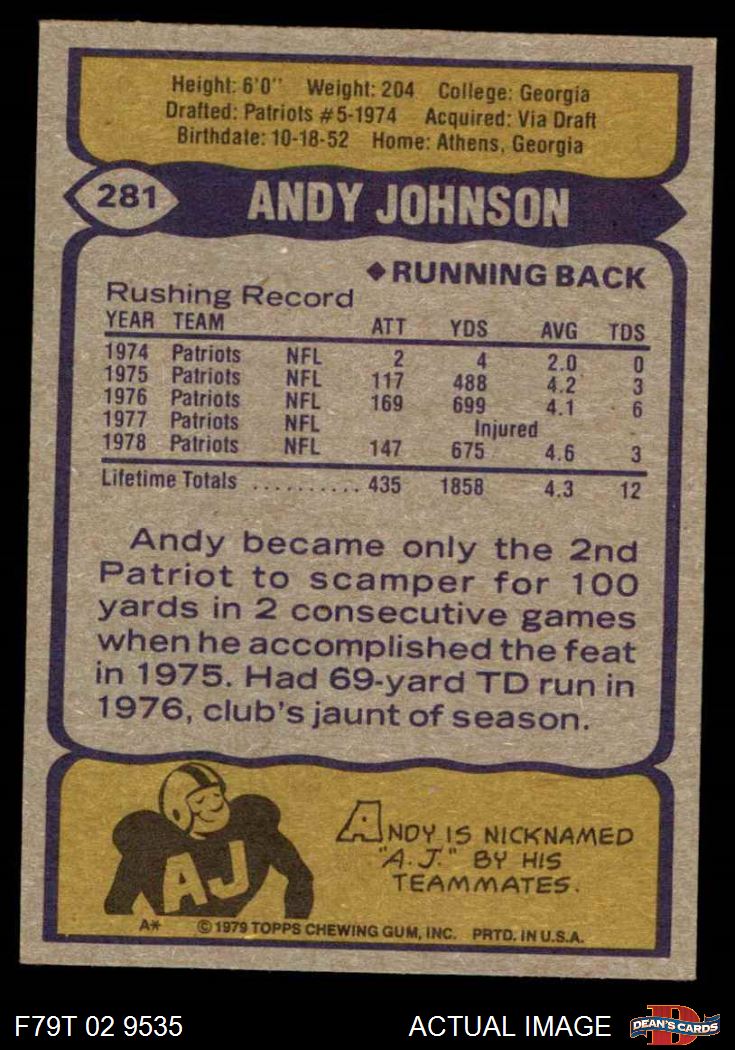 Height: 6'0" Weight: 204 College: Georgia
Drafted: Patriots #5-1974 Acquired: Via Draft
Birthdate: 10-18-52 Home: Athens, Georgia
281 ANDY JOHNSON
◆RUNNING BACK
Rushing Record
YEAR TEAM ATT YDS AVG TDS
1974 Patriots NFL 2 4 2.0 0
1975 Patriots NFL 117 488 4.2 3
1976 Patriots NFL 169 699 4.1 6
1977 Patriots NFL Injured
1978 Patriots NFL 147 675 4.6 3
Lifetime Totals .......... 435 1858 4.3 12
Andy became only the 2nd
Patriot to scamper for 100
yards in 2 consecutive games
when he accomplished the feat
in 1975. Had 69-yard TD run in
1976, club's jaunt of season.
AJ
ANDY IS NICKNAMED
"A.J." BY HIS
TEAMMATES.
A* ©1979 TOPPS CHEWING GUM, INC. PRTD. IN U.S.A.
F79T 02 9535 ACTUAL IMAGE D DEAN'S CARDS